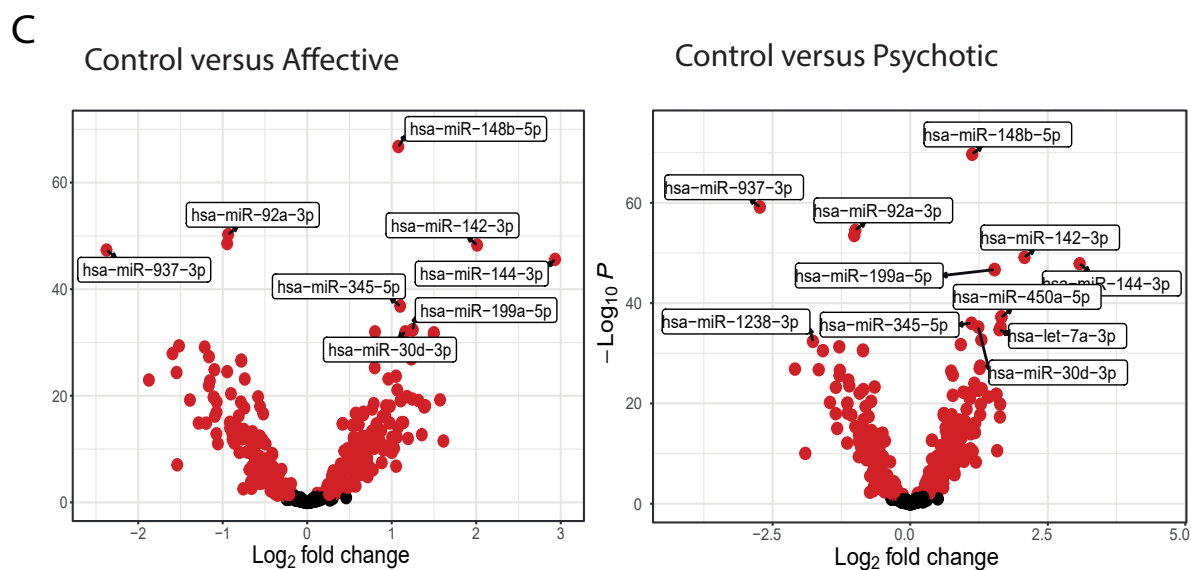 C
Control versus Affective
Control versus Psychotic
hsa−miR−148b−5p
hsa−miR−92a−3p
hsa−miR−142−3p
hsa−miR−937−3p
hsa−miR−144−3p
hsa−miR−345−5p
hsa−miR−199a−5p
hsa−miR−30d−3p
60
40
20
0
−2 −1 0 1 2 3
Log2 fold change
hsa−miR−148b−5p
hsa−miR−937−3p
hsa−miR−92a−3p
hsa−miR−142−3p
hsa−miR−199a−5p
hsa−miR−144−3p
hsa−miR−450a−5p
hsa−miR−1238−3p
hsa−miR−345−5p
hsa−let−7a−3p
hsa−miR−30d−3p
−Log10 P
60
40
20
0
−2.5 0.0 2.5 5.0
Log2 fold change